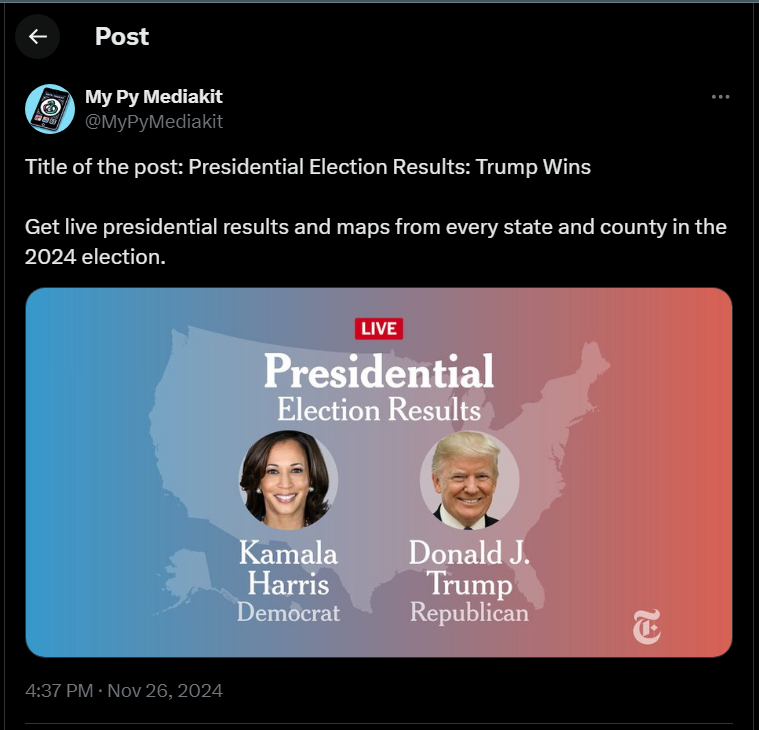 Post
My Py Mediakit
@MyPyMediakit
Title of the post: Presidential Election Results: Trump Wins
Get live presidential results and maps from every state and county in the
2024 election.
LIVE
Presidential
Election Results
Kamala
Harris
Democrat
Donald J.
Trump
Republican
T
4:37 PM · Nov 26, 2024